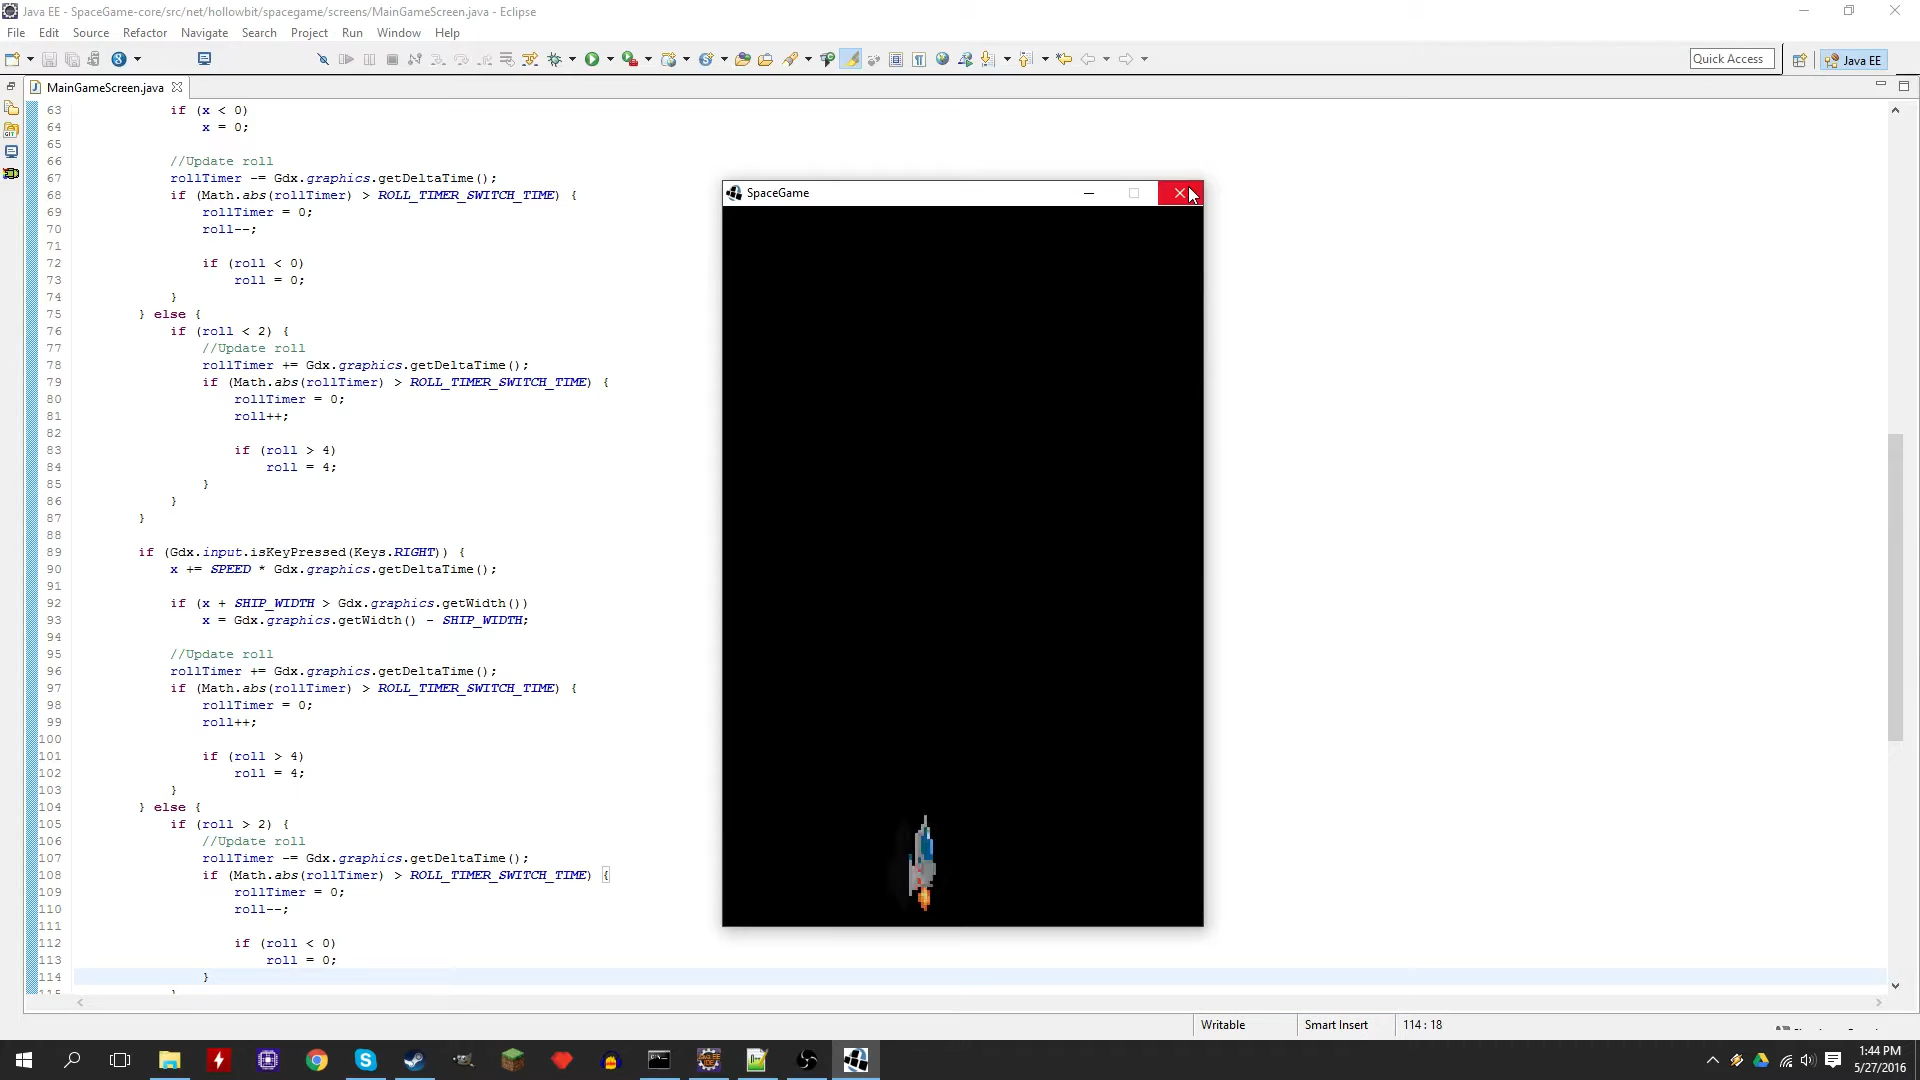 Java EE - SpaceGame-core/src/net/hollowbit/spacegame/screens/MainGameScreen.java - Eclipse
File Edit Source Refactor Navigate Search Project Run Window Help
Quick Access
Java EE
MainGameScreen.java
63 if (x < 0)
64 x = 0;
65
66 //Update roll
67 rollTimer -= Gdx.graphics.getDeltaTime();
68 if (Math.abs(rollTimer) > ROLL_TIMER_SWITCH_TIME) {
69 rollTimer = 0;
70 roll--;
71
72 if (roll < 0)
73 roll = 0;
74 }
75 } else {
76 if (roll < 2) {
77 //Update roll
78 rollTimer += Gdx.graphics.getDeltaTime();
79 if (Math.abs(rollTimer) > ROLL_TIMER_SWITCH_TIME) {
80 rollTimer = 0;
81 roll++;
82
83 if (roll > 4)
84 roll = 4;
85 }
86 }
87 }
88
89 if (Gdx.input.isKeyPressed(Keys.RIGHT)) {
90 x += SPEED * Gdx.graphics.getDeltaTime();
91
92 if (x + SHIP_WIDTH > Gdx.graphics.getWidth())
93 x = Gdx.graphics.getWidth() - SHIP_WIDTH;
94
95 //Update roll
96 rollTimer += Gdx.graphics.getDeltaTime();
97 if (Math.abs(rollTimer) > ROLL_TIMER_SWITCH_TIME) {
98 rollTimer = 0;
99 roll++;
100
101 if (roll > 4)
102 roll = 4;
103 }
104 } else {
105 if (roll > 2) {
106 //Update roll
107 rollTimer -= Gdx.graphics.getDeltaTime();
108 if (Math.abs(rollTimer) > ROLL_TIMER_SWITCH_TIME) {
109 rollTimer = 0;
110 roll--;
111
112 if (roll < 0)
113 roll = 0;
114 }
SpaceGame
Writable Smart Insert 114 : 18
1:44 PM
5/27/2016